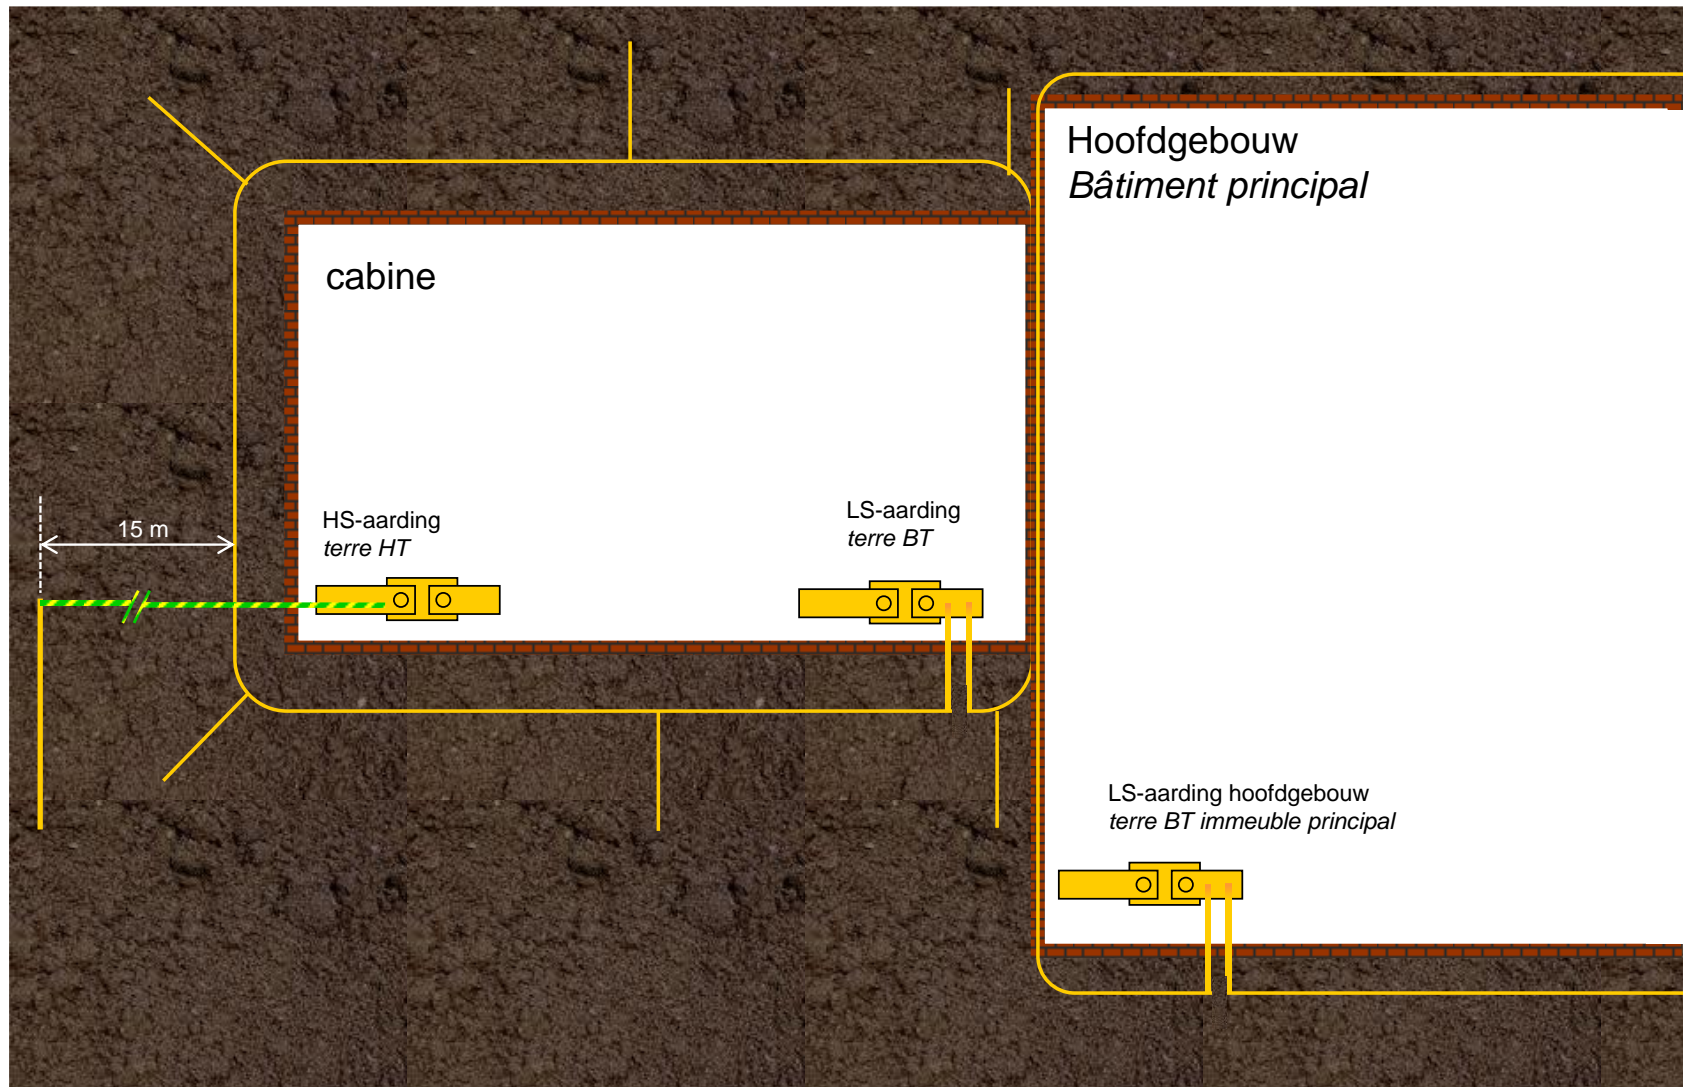 Hoofdgebouw
Bâtiment principal
cabine
HS-aarding
terre HT
LS-aarding
terre BT
15 m
LS-aarding hoofdgebouw
terre BT immeuble principal